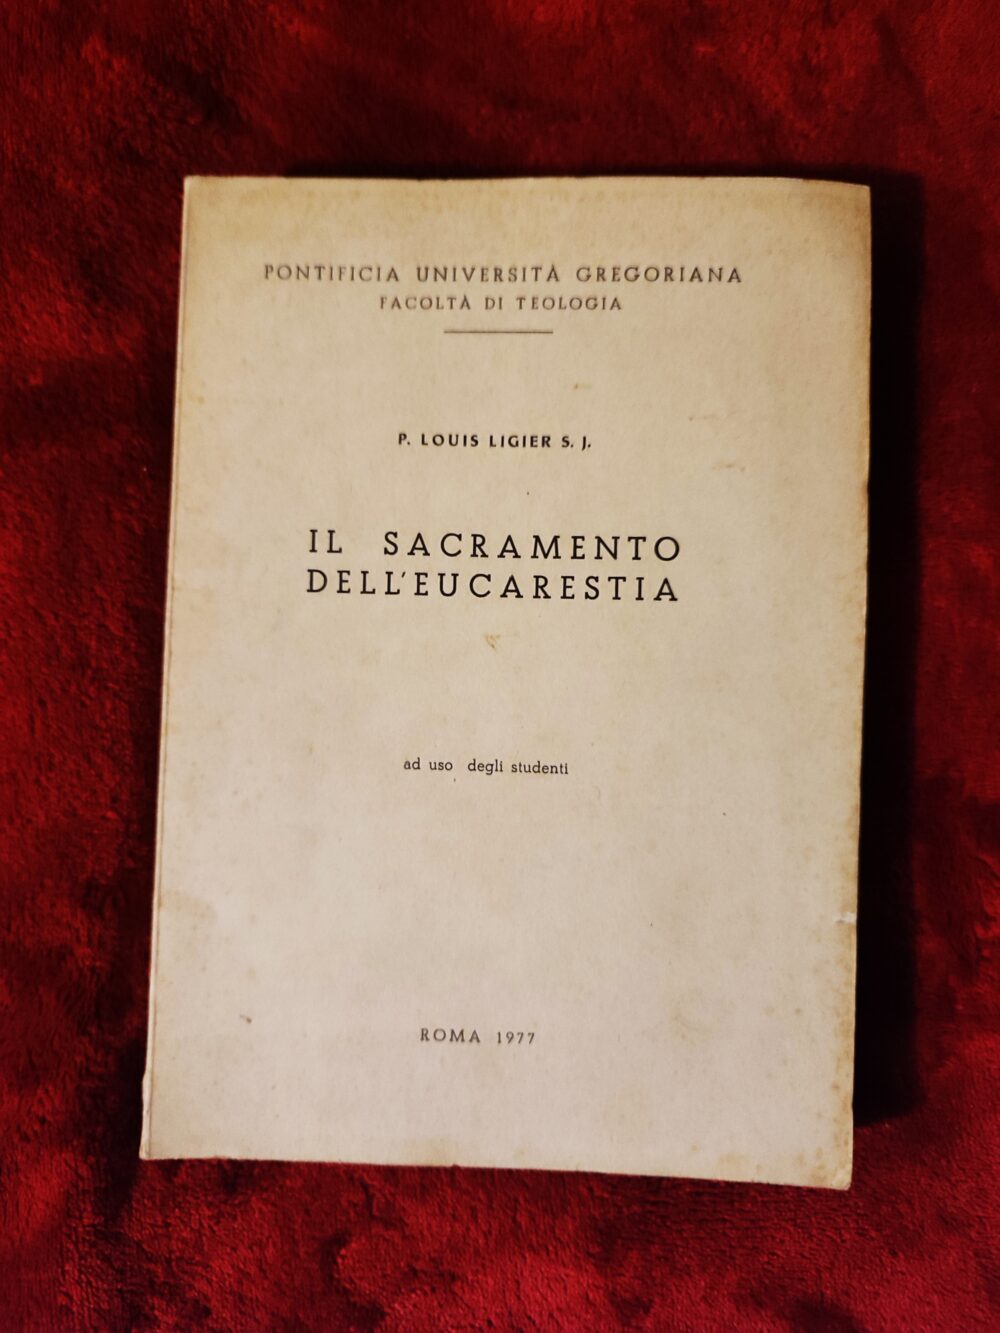 PONTIFICIA UNIVERSITÀ GREGORIANA
FACOLTÀ DI TEOLOGIA
P. LOUIS LIGIER S. J.
IL SACRAMENTO
DELL'EUCARESTIA
ad uso degli studenti
ROMA 1977